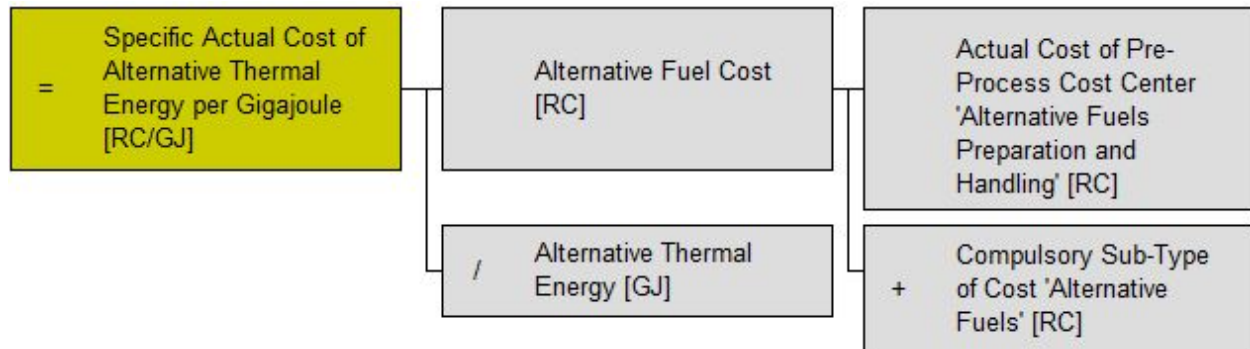 =
Specific Actual Cost of
Alternative Thermal
Energy per Gigajoule
[RC/GJ]
Alternative Fuel Cost
[RC]
Actual Cost of Pre-
Process Cost Center
'Alternative Fuels
Preparation and
Handling' [RC]
/
Alternative Thermal
Energy [GJ]
+
Compulsory Sub-Type
of Cost 'Alternative
Fuels' [RC]